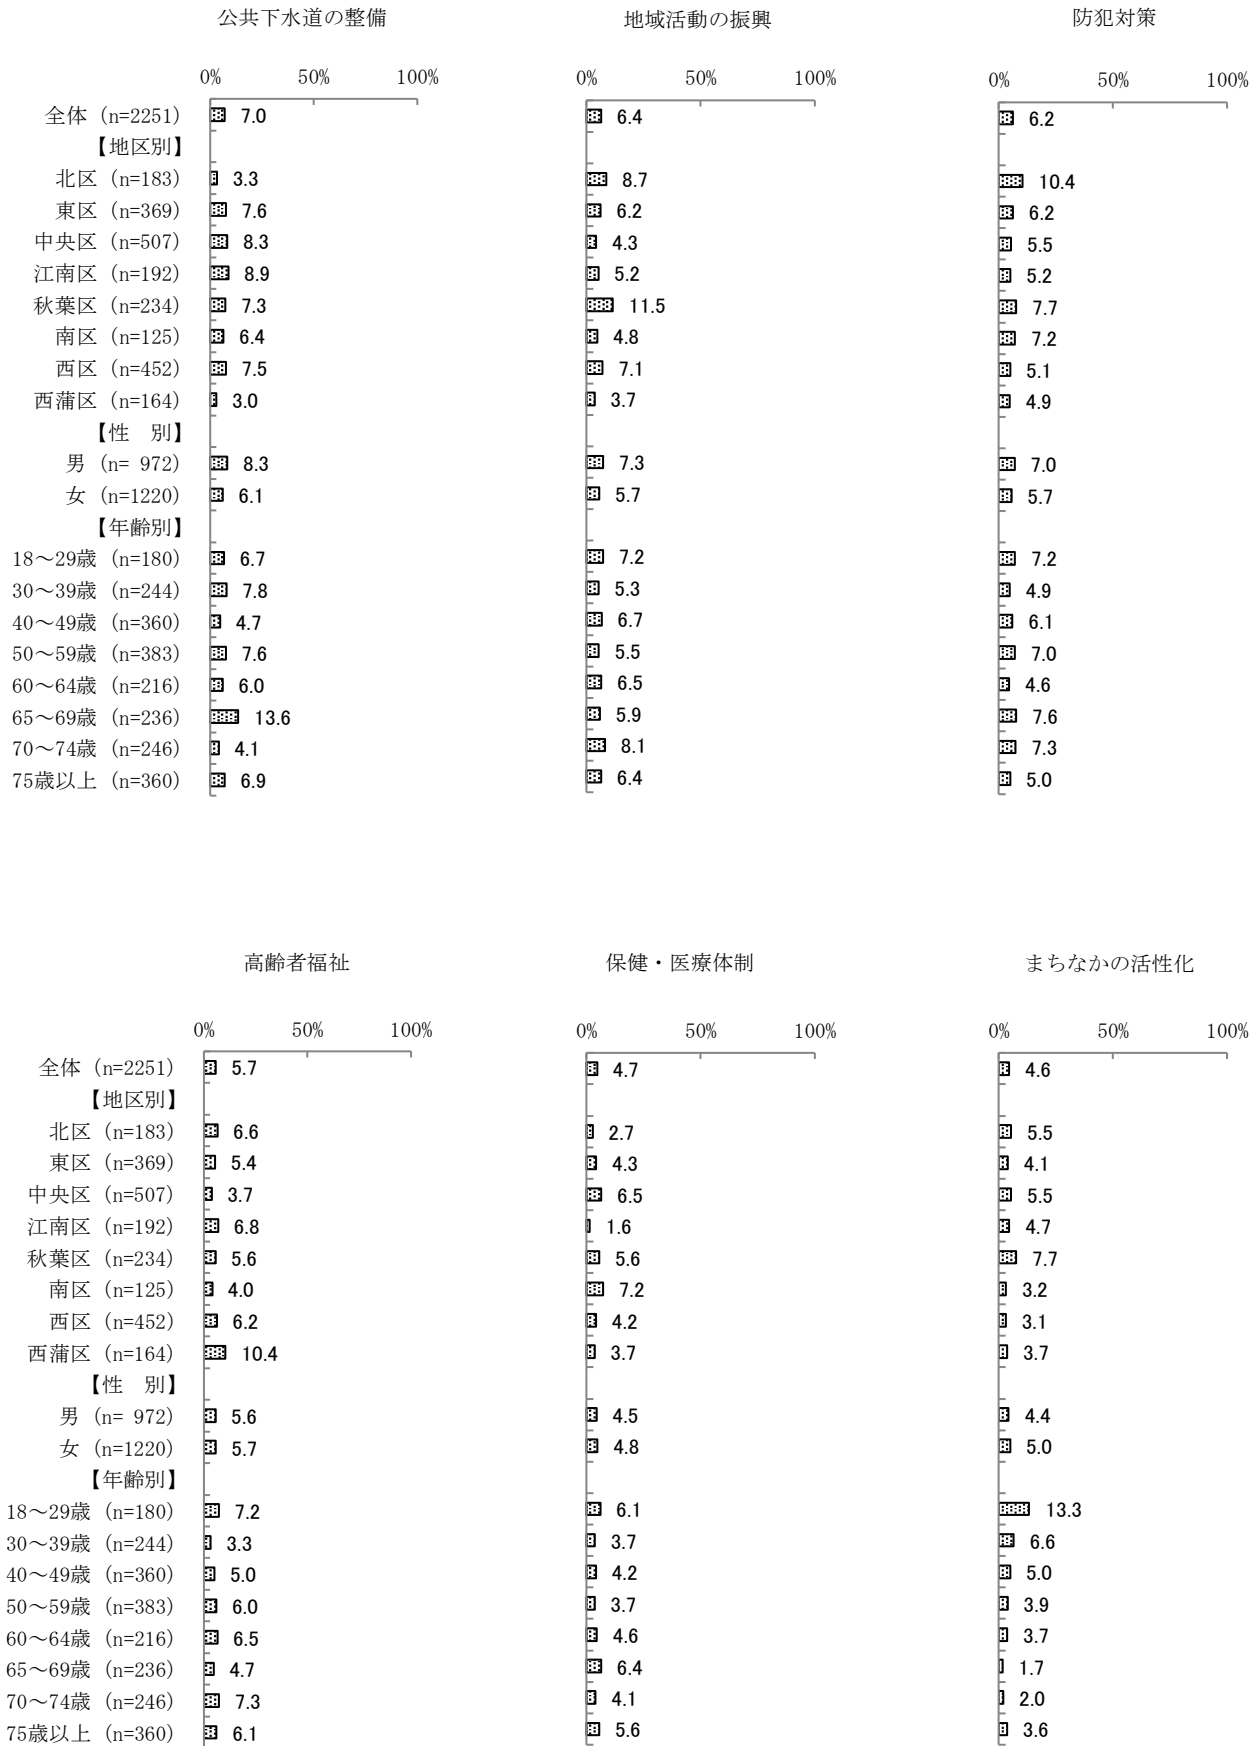 公共下水道の整備 地域活動の振興 防犯対策
0% 50% 100% 0% 50% 100% 0% 50% 100%
全体 (n=2251) 7.0 6.4 6.2
【地区別】
北区 (n=183) 3.3 8.7 10.4
東区 (n=369) 7.6 6.2 6.2
中央区 (n=507) 8.3 4.3 5.5
江南区 (n=192) 8.9 5.2 5.2
秋葉区 (n=234) 7.3 11.5 7.7
南区 (n=125) 6.4 4.8 7.2
西区 (n=452) 7.5 7.1 5.1
西蒲区 (n=164) 3.0 3.7 4.9
【性　別】
男 (n= 972) 8.3 7.3 7.0
女 (n=1220) 6.1 5.7 5.7
【年齢別】
18～29歳 (n=180) 6.7 7.2 7.2
30～39歳 (n=244) 7.8 5.3 4.9
40～49歳 (n=360) 4.7 6.7 6.1
50～59歳 (n=383) 7.6 5.5 7.0
60～64歳 (n=216) 6.0 6.5 4.6
65～69歳 (n=236) 13.6 5.9 7.6
70～74歳 (n=246) 4.1 8.1 7.3
75歳以上 (n=360) 6.9 6.4 5.0
高齢者福祉 保健・医療体制 まちなかの活性化
0% 50% 100% 0% 50% 100% 0% 50% 100%
全体 (n=2251) 5.7 4.7 4.6
【地区別】
北区 (n=183) 6.6 2.7 5.5
東区 (n=369) 5.4 4.3 4.1
中央区 (n=507) 3.7 6.5 5.5
江南区 (n=192) 6.8 1.6 4.7
秋葉区 (n=234) 5.6 5.6 7.7
南区 (n=125) 4.0 7.2 3.2
西区 (n=452) 6.2 4.2 3.1
西蒲区 (n=164) 10.4 3.7 3.7
【性　別】
男 (n= 972) 5.6 4.5 4.4
女 (n=1220) 5.7 4.8 5.0
【年齢別】
18～29歳 (n=180) 7.2 6.1 13.3
30～39歳 (n=244) 3.3 3.7 6.6
40～49歳 (n=360) 5.0 4.2 5.0
50～59歳 (n=383) 6.0 3.7 3.9
60～64歳 (n=216) 6.5 4.6 3.7
65～69歳 (n=236) 4.7 6.4 1.7
70～74歳 (n=246) 7.3 4.1 2.0
75歳以上 (n=360) 6.1 5.6 3.6